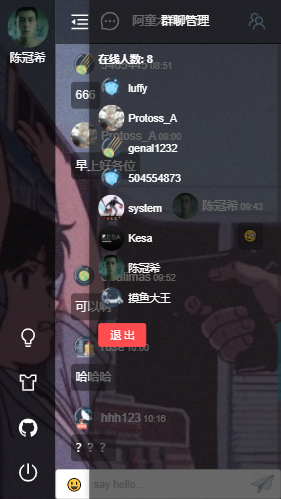 陈冠希
群聊管理
08:51
在线人数: 8
666
luffy
Protoss_A
Protoss_A 09:00
genal1232
早上好各位
504554873
system
陈冠希 09:43
Kesa
陈冠希
09:52
摸鱼大王
可以啊
退出
10:00
哈哈哈
hhh123 10:16
? ? ?
say hello...